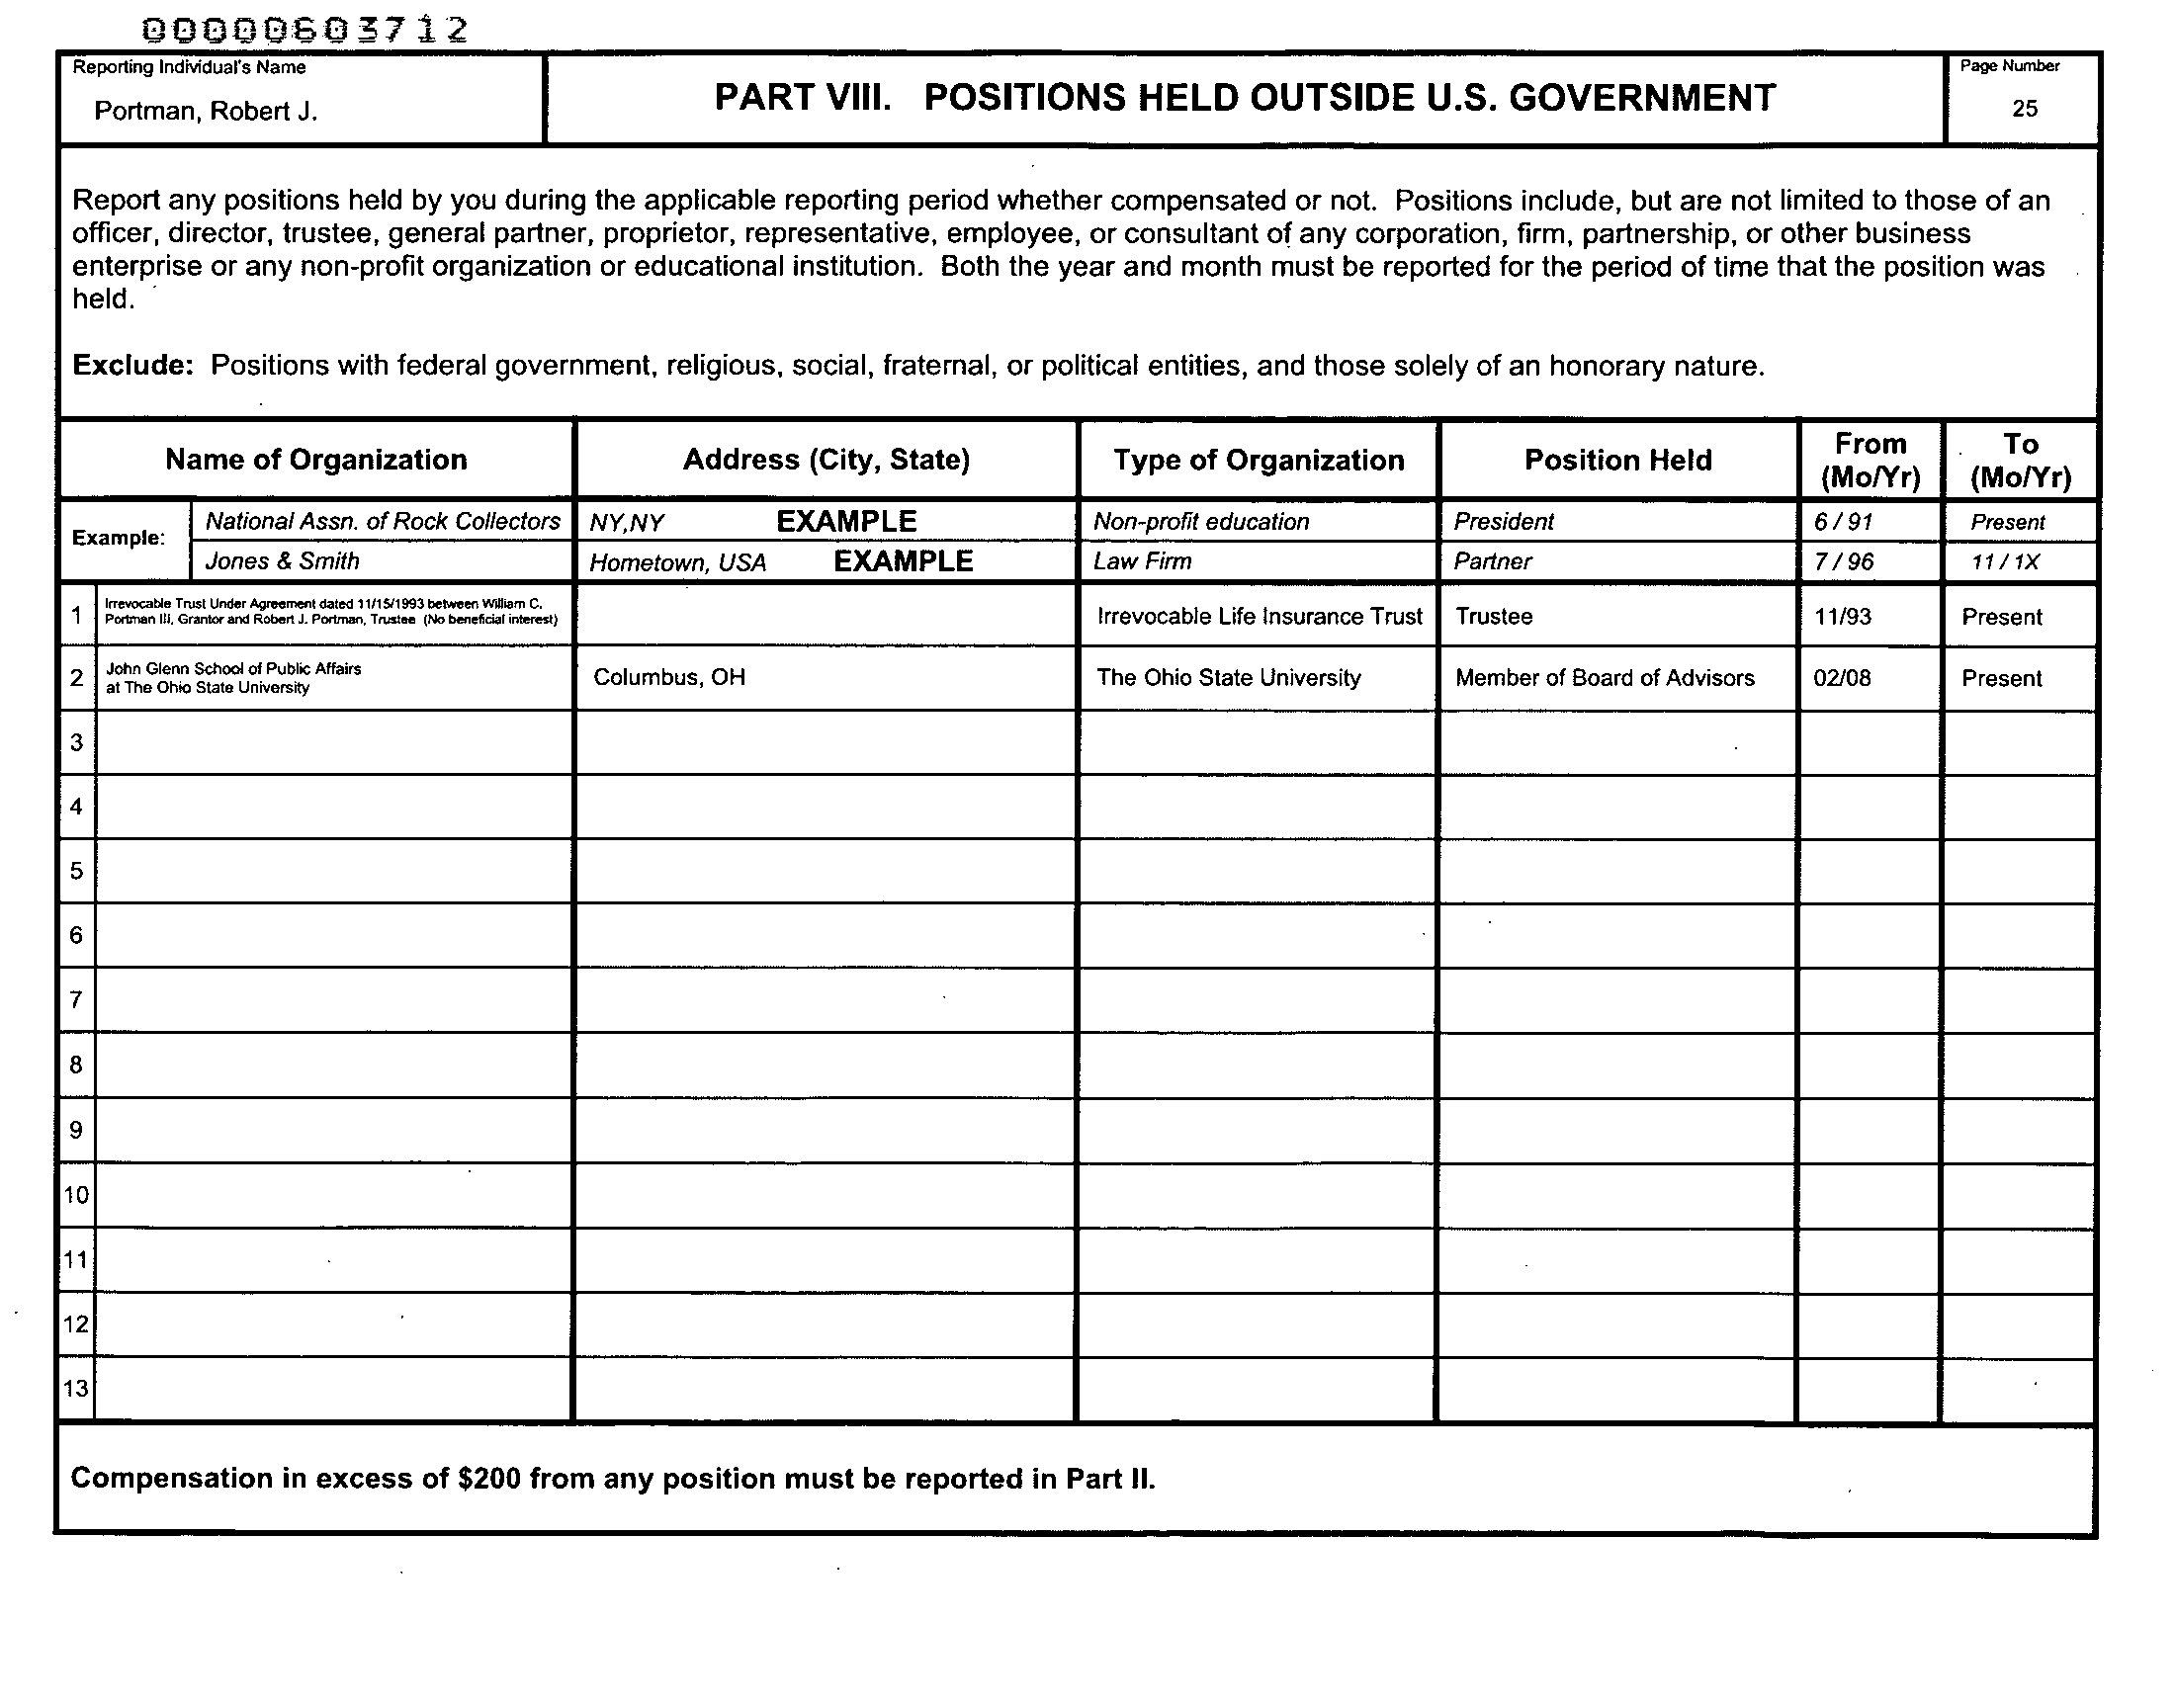 00000603712
Reporting Individual's Name
Portman, Robert J.
PART VIII. POSITIONS HELD OUTSIDE U.S. GOVERNMENT
Page Number
25
Report any positions held by you during the applicable reporting period whether compensated or not. Positions include, but are not limited to those of an
officer, director, trustee, general partner, proprietor, representative, employee, or consultant of any corporation, firm, partnership, or other business
enterprise or any non-profit organization or educational institution. Both the year and month must be reported for the period of time that the position was
held.
Exclude: Positions with federal government, religious, social, fraternal, or political entities, and those solely of an honorary nature.
Name of Organization Address (City, State) Type of Organization Position Held From (Mo/Yr) To (Mo/Yr)
Example: National Assn. of Rock Collectors NY,NY EXAMPLE Non-profit education President 6 / 91 Present
Jones & Smith Hometown, USA EXAMPLE Law Firm Partner 7 / 96 11 / 1X
1 Irrevocable Trust Under Agreement dated 11/15/1993 between William C.
Portman III, Grantor and Robert J. Portman, Trustee (No beneficial interest) Irrevocable Life Insurance Trust Trustee 11/93 Present
2 John Glenn School of Public Affairs
at The Ohio State University Columbus, OH The Ohio State University Member of Board of Advisors 02/08 Present
3
4
5
6
7
8
9
10
11
12
13
Compensation in excess of $200 from any position must be reported in Part II.